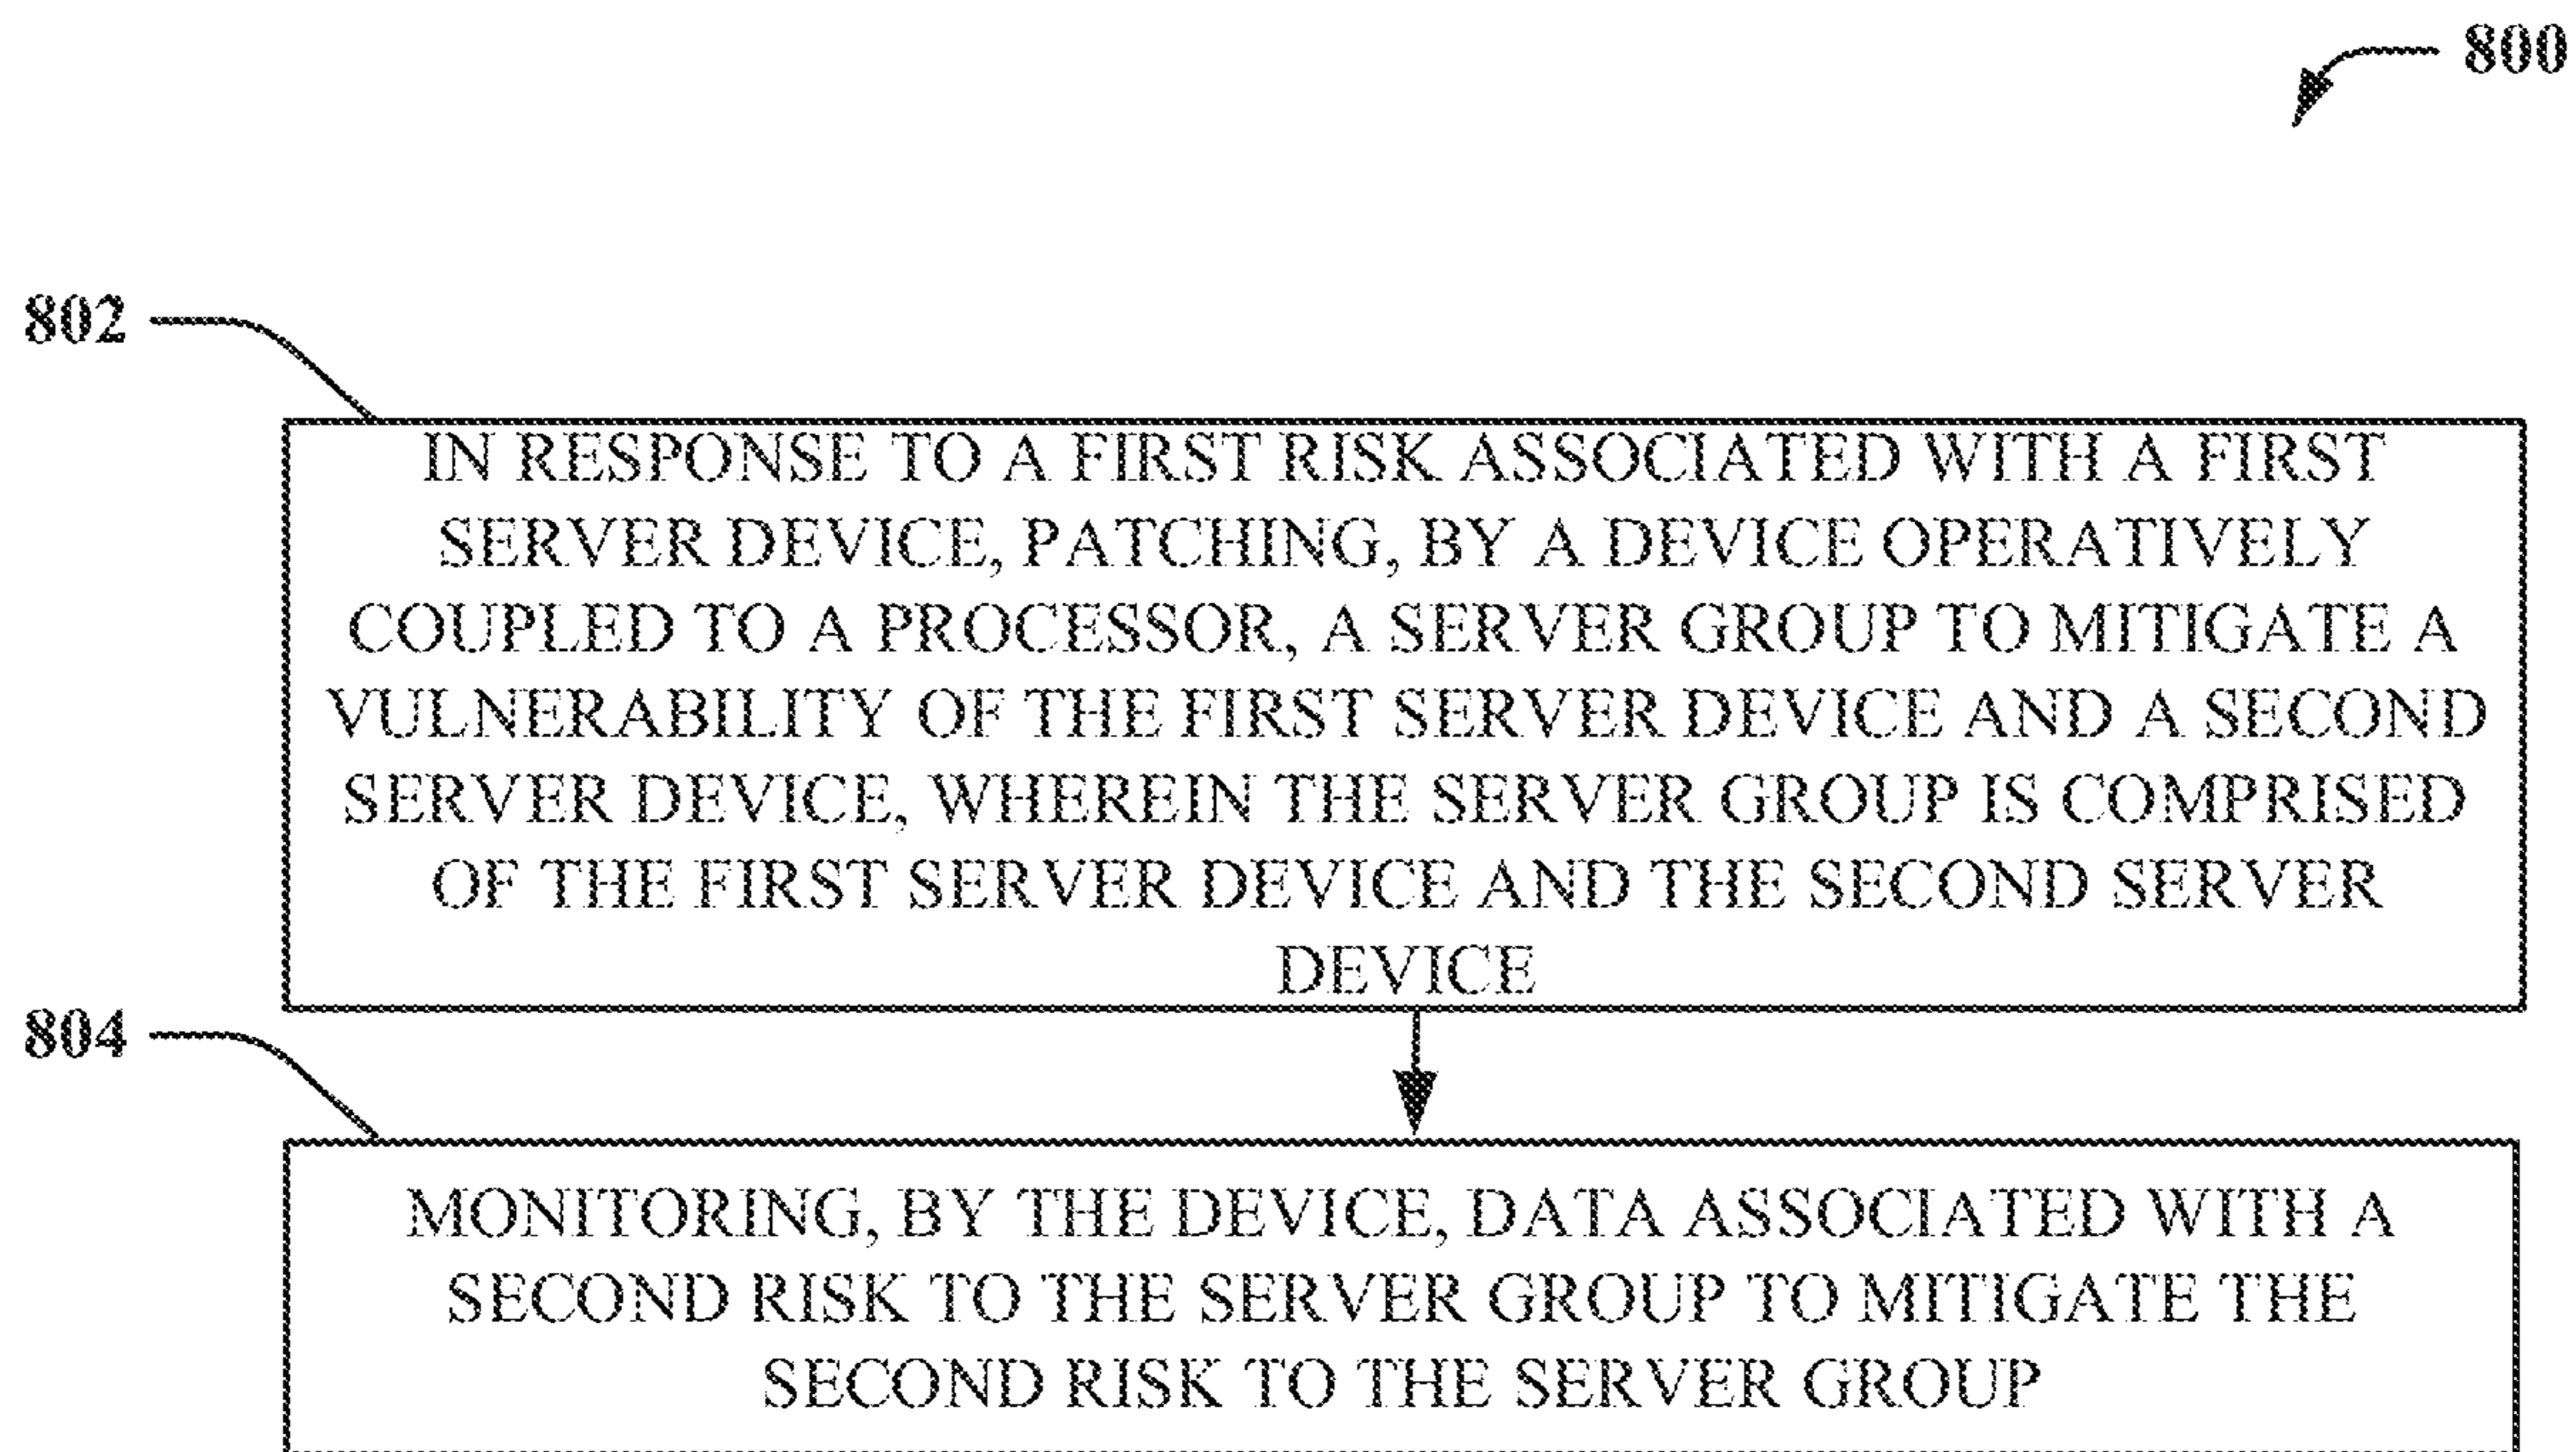 800
802
IN RESPONSE TO A FIRST RISK ASSOCIATED WITH A FIRST
SERVER DEVICE, PATCHING, BY A DEVICE OPERATIVELY
COUPLED TO A PROCESSOR, A SERVER GROUP TO MITIGATE A
VULNERABILITY OF THE FIRST SERVER DEVICE AND A SECOND
SERVER DEVICE, WHEREIN THE SERVER GROUP IS COMPRISED
OF THE FIRST SERVER DEVICE AND THE SECOND SERVER
DEVICE
804
MONITORING, BY THE DEVICE, DATA ASSOCIATED WITH A
SECOND RISK TO THE SERVER GROUP TO MITIGATE THE
SECOND RISK TO THE SERVER GROUP